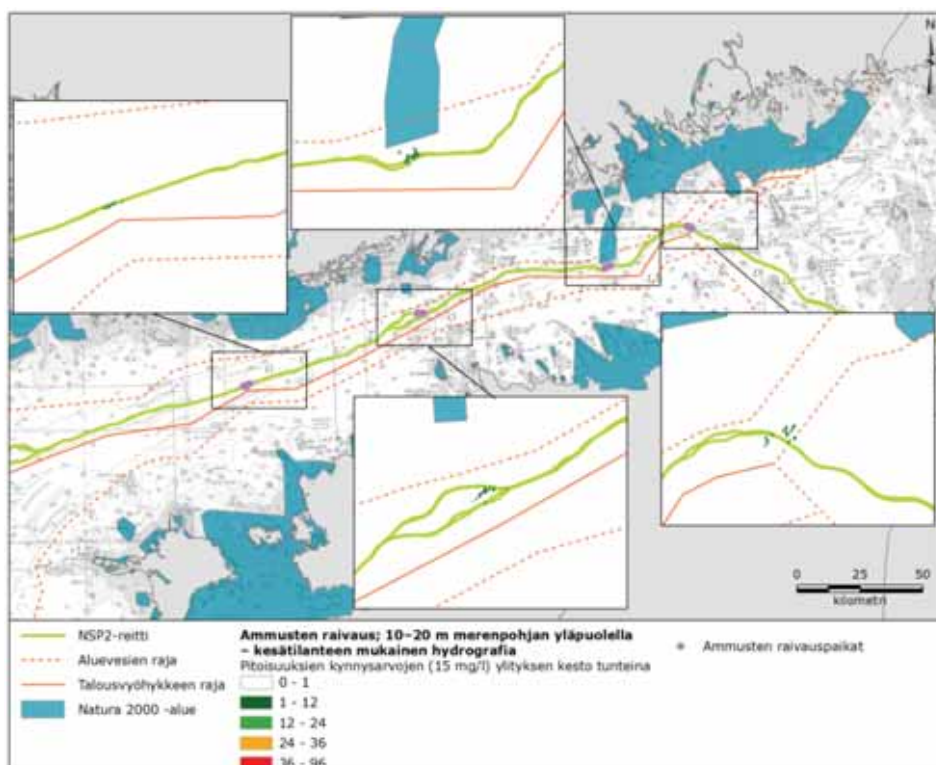 N
0 25 50
kilometri
NSP2-reitti
Aluevesien raja
Talousvyöhykkeen raja
Natura 2000 -alue
Ammusten raivaus; 10–20 m merenpohjan yläpuolella
– kesätilanteen mukainen hydrografia
Pitoisuuksien kynnysarvojen (15 mg/l) ylityksen kesto tunteina
0 - 1
1 - 12
12 - 24
24 - 36
36 - 96
Ammusten raivauspaikat